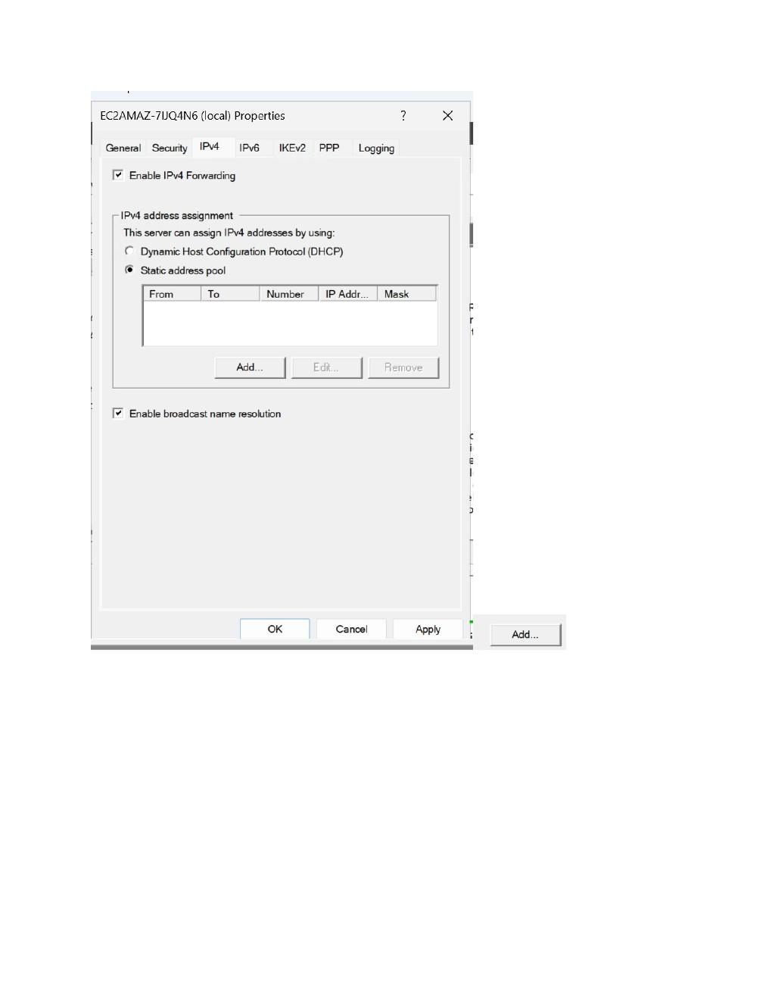 EC2AMAZ-7IJQ4N6 (local) Properties ?
General Security IPv4 IPv6 IKEv2 PPP Logging
Enable IPv4 Forwarding
IPv4 address assignment
This server can assign IPv4 addresses by using:
Dynamic Host Configuration Protocol (DHCP)
Static address pool
From To Number IP Addr... Mask
Add... Edit... Remove
Enable broadcast name resolution
OK Cancel Apply
Add...